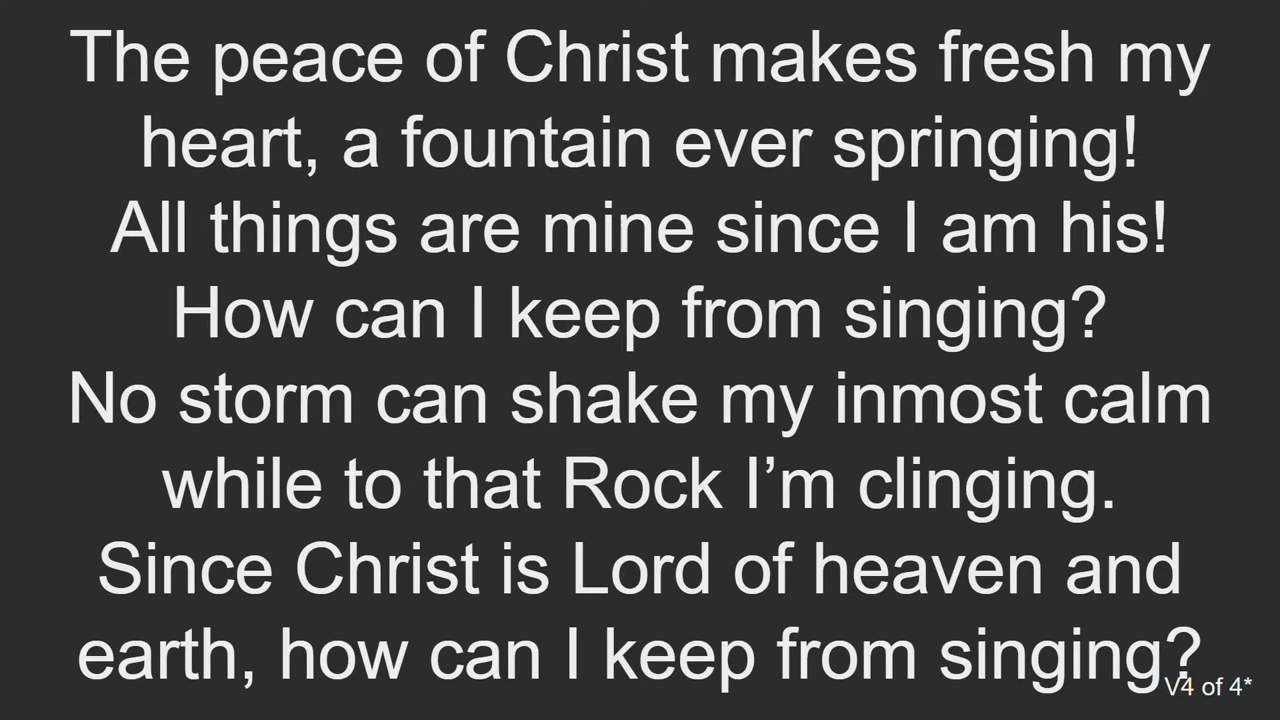 The peace of Christ makes fresh my
heart, a fountain ever springing!
All things are mine since I am his!
How can I keep from singing?
No storm can shake my inmost calm
while to that Rock I’m clinging.
Since Christ is Lord of heaven and
earth, how can I keep from singing?
V4 of 4*